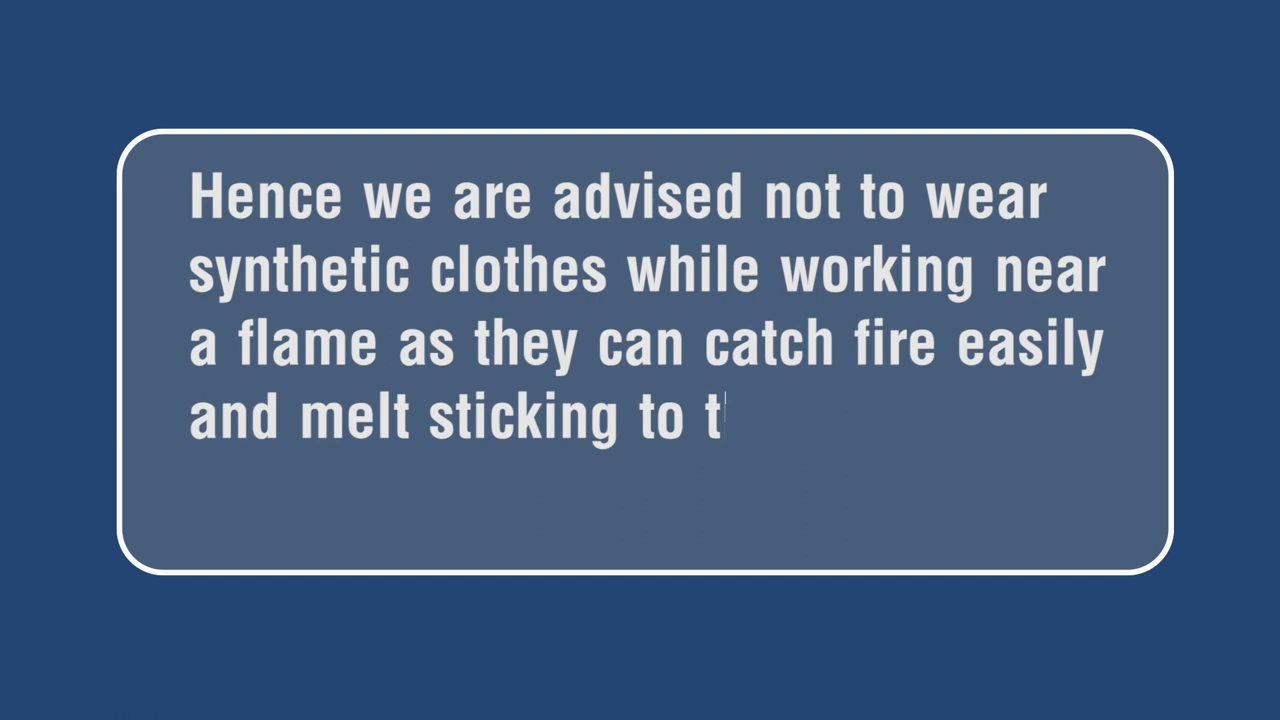 Hence we are advised not to wear
synthetic clothes while working near
a flame as they can catch fire easily
and melt sticking to t